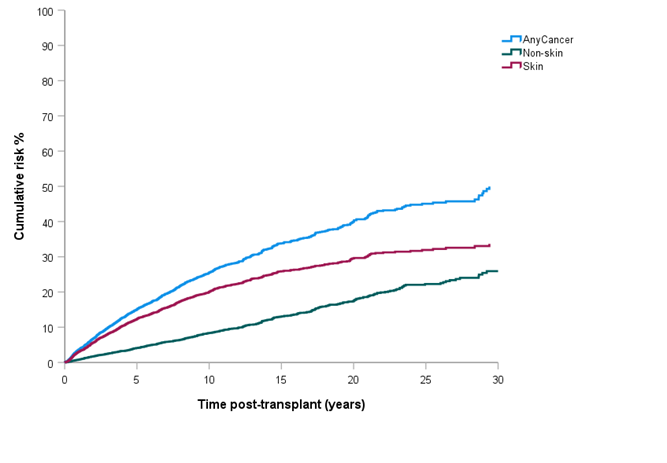 100
90
80
70
60
50
40
30
20
10
0
Cumulative risk %
0 5 10 15 20 25 30
Time post-transplant (years)
AnyCancer
Non-skin
Skin